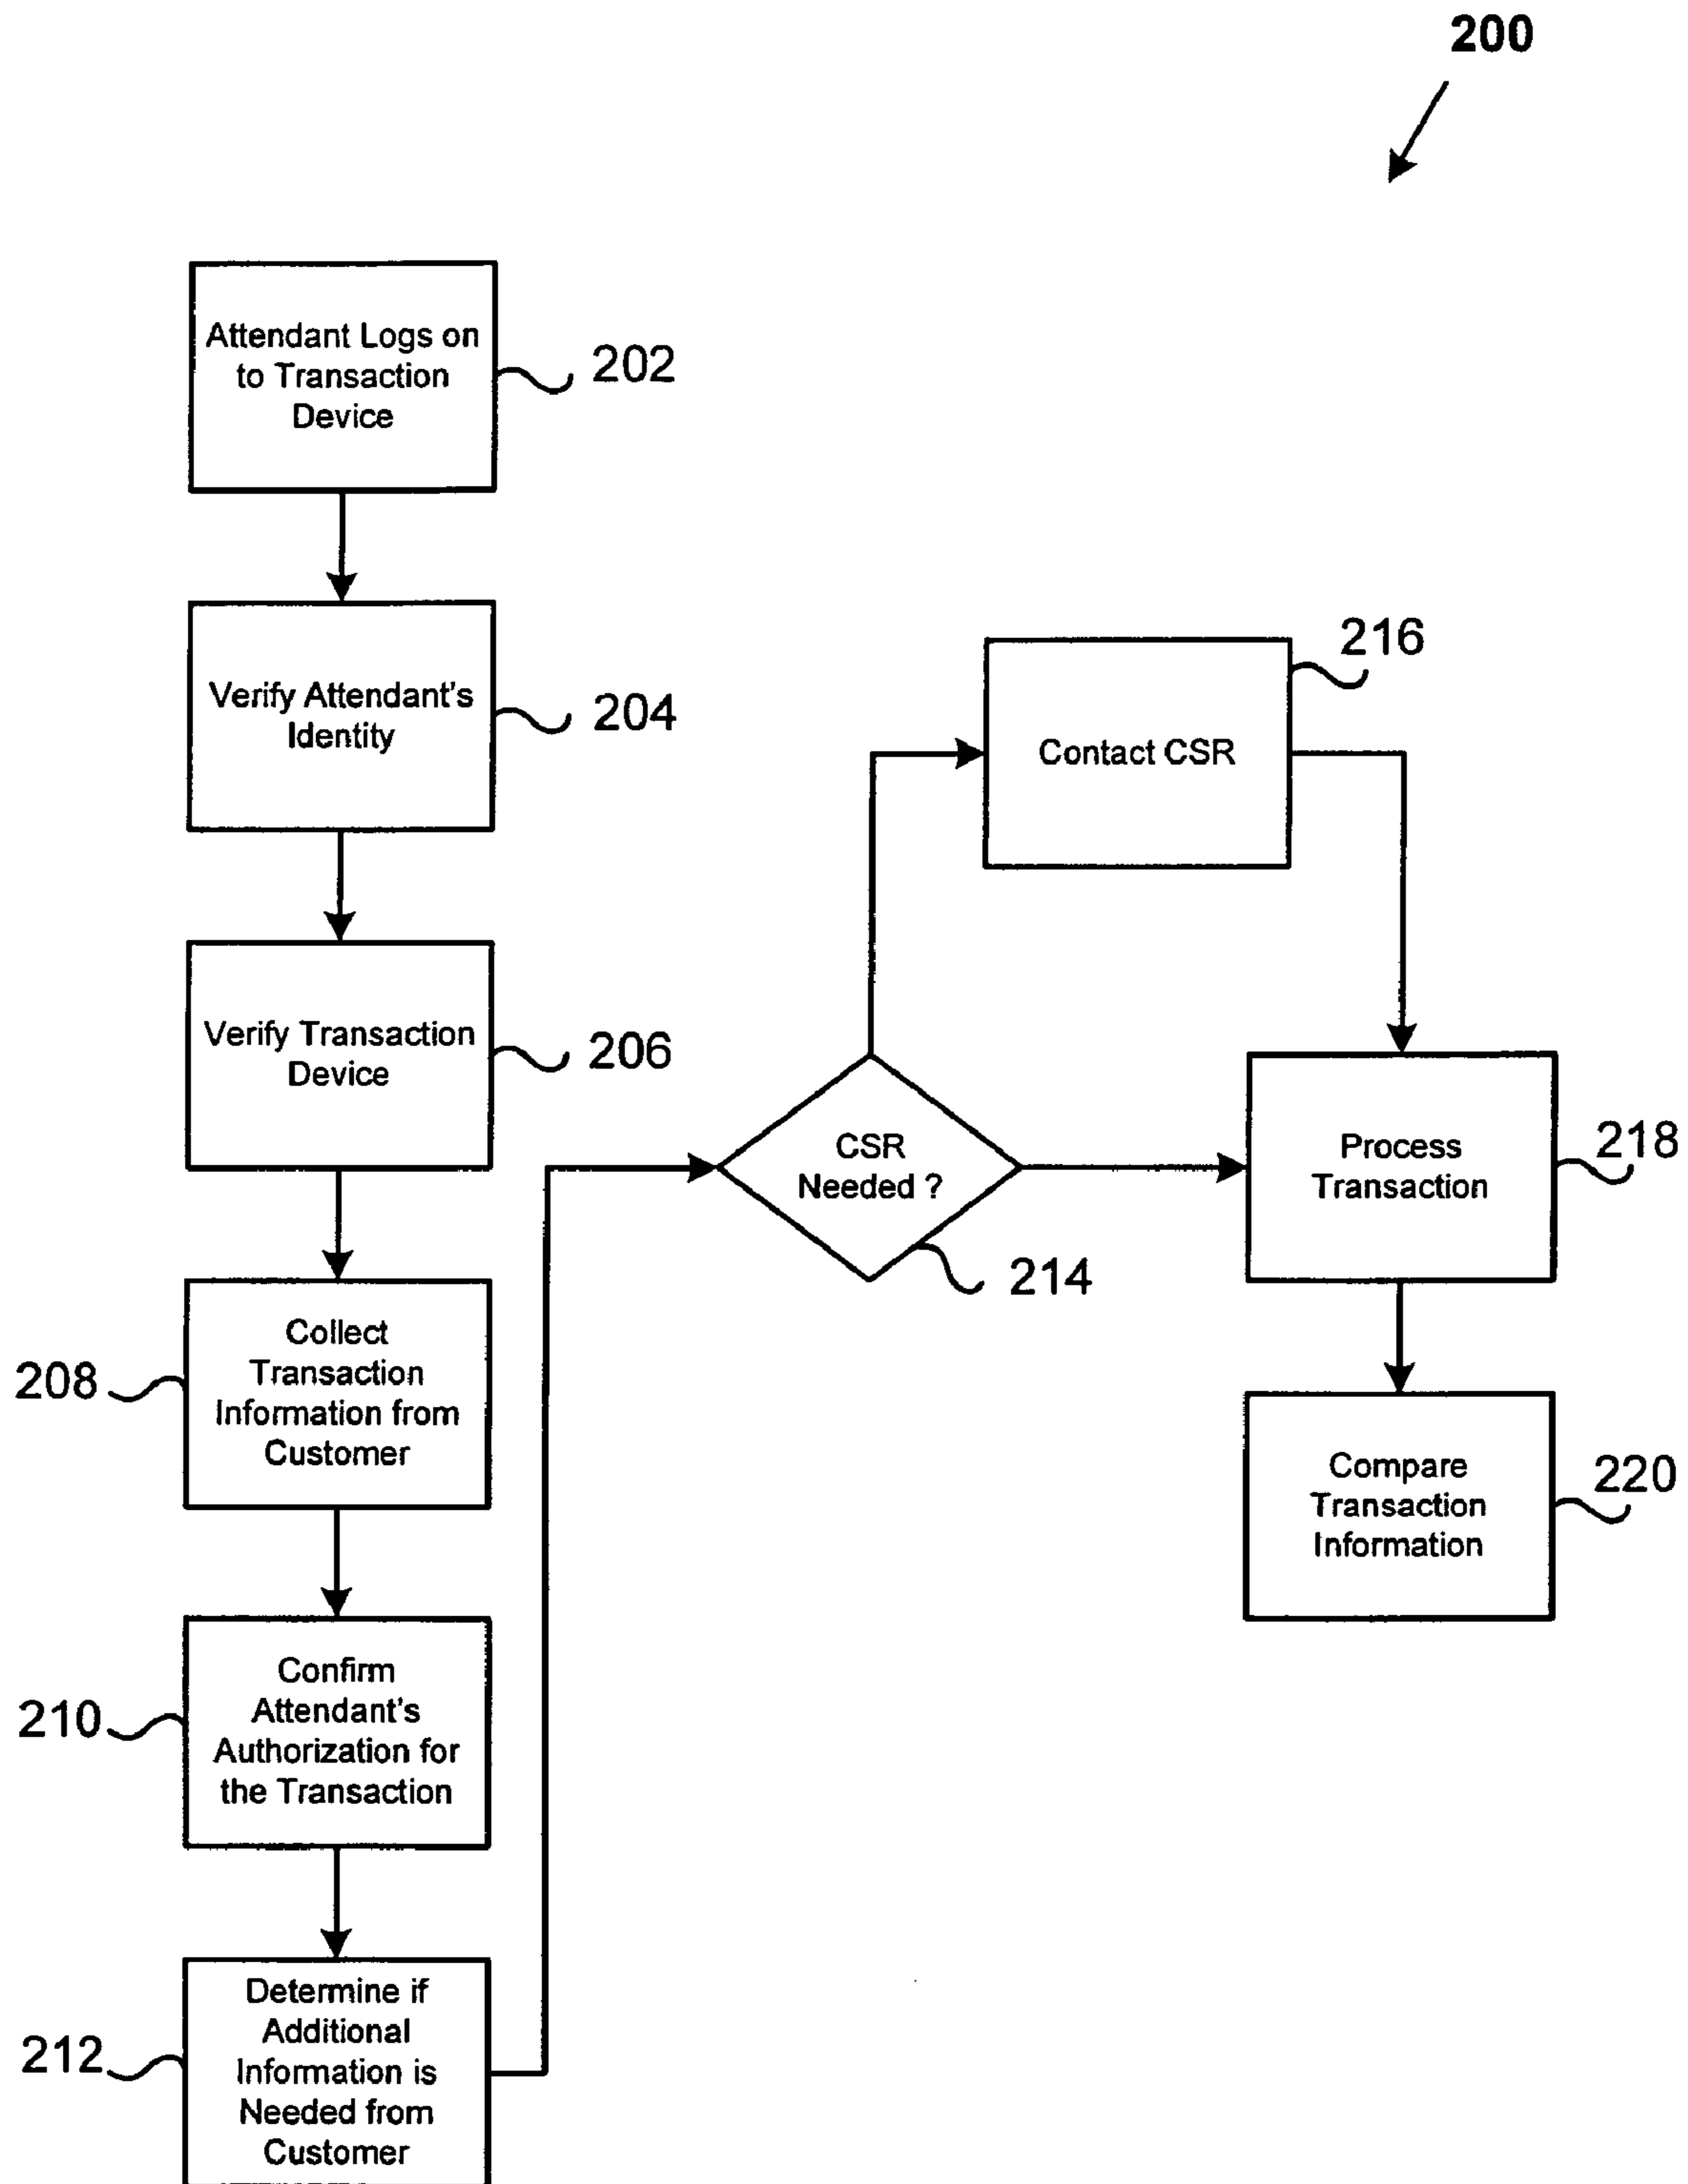 200
Attendant Logs on
to Transaction
Device
202
Verify Attendant's
Identity
204
Verify Transaction
Device
206
Collect
Transaction
Information from
Customer
208
Confirm
Attendant's
Authorization for
the Transaction
210
Determine if
Additional
Information is
Needed from
Customer
212
CSR
Needed ?
214
Contact CSR
216
Process
Transaction
218
Compare
Transaction
Information
220